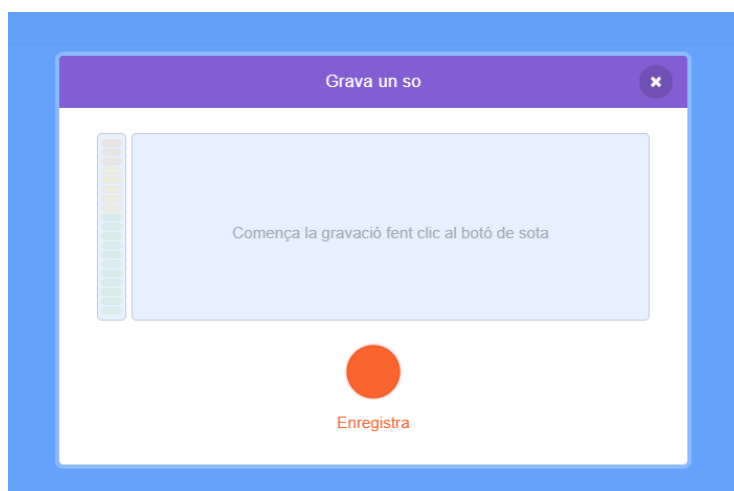 Grava un so
Comença la gravació fent clic al botó de sota
Enregistra